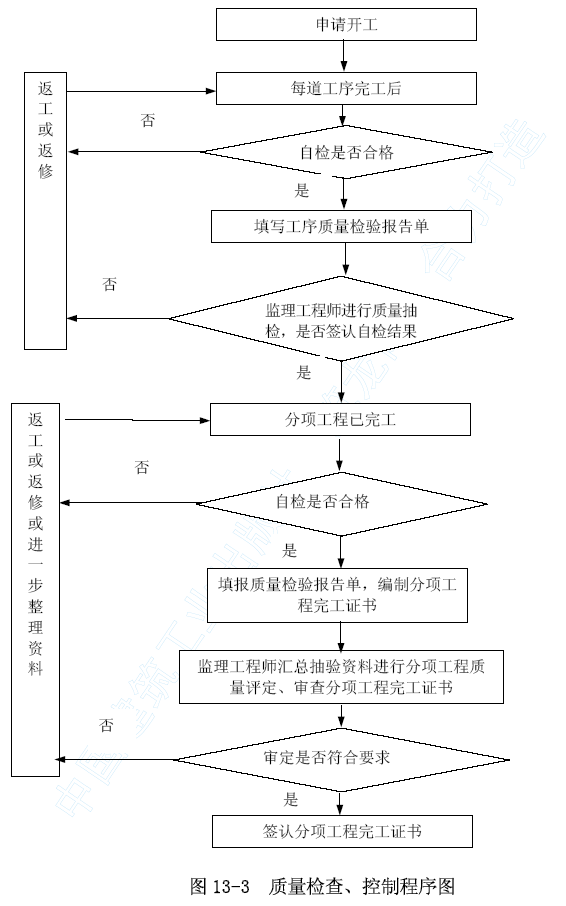 申请开工
返工或返修
每道工序完工后
否
自检是否合格
是
填写工序质量检验报告单
否
监理工程师进行质量抽
检，是否签认自检结果
是
返工或返修或进一步整理资料
分项工程已完工
否
自检是否合格
是
填报质量检验报告单，编制分项工
程完工证书
监理工程师汇总抽验资料进行分项工程质
量评定、审查分项工程完工证书
否
审定是否符合要求
是
签认分项工程完工证书
图 13-3 质量检查、控制程序图